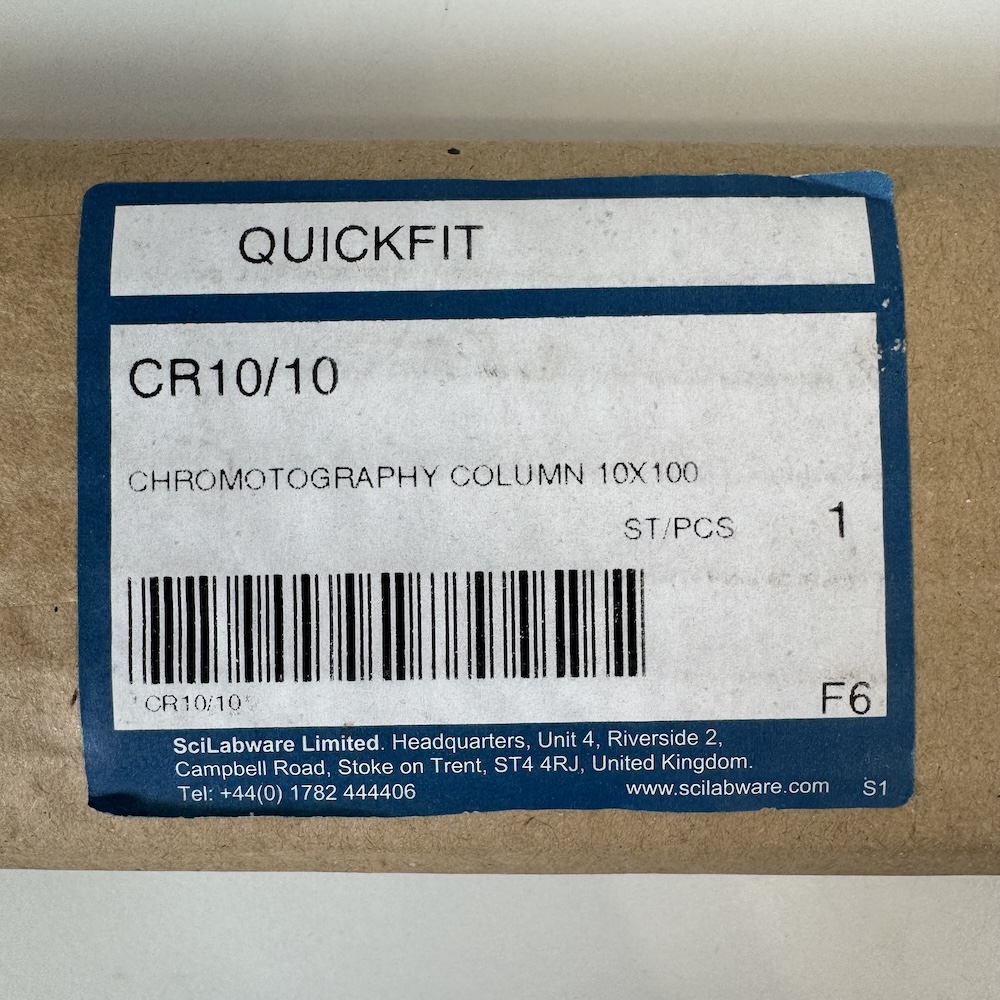 QUICKFIT
CR10/10
CHROMOTOGRAPHY COLUMN 10X100
ST/PCS 1
CR10/10
F6
SciLabware Limited. Headquarters, Unit 4, Riverside 2,
Campbell Road, Stoke on Trent, ST4 4RJ, United Kingdom.
Tel: +44(0) 1782 444406 www.scilabware.com S1